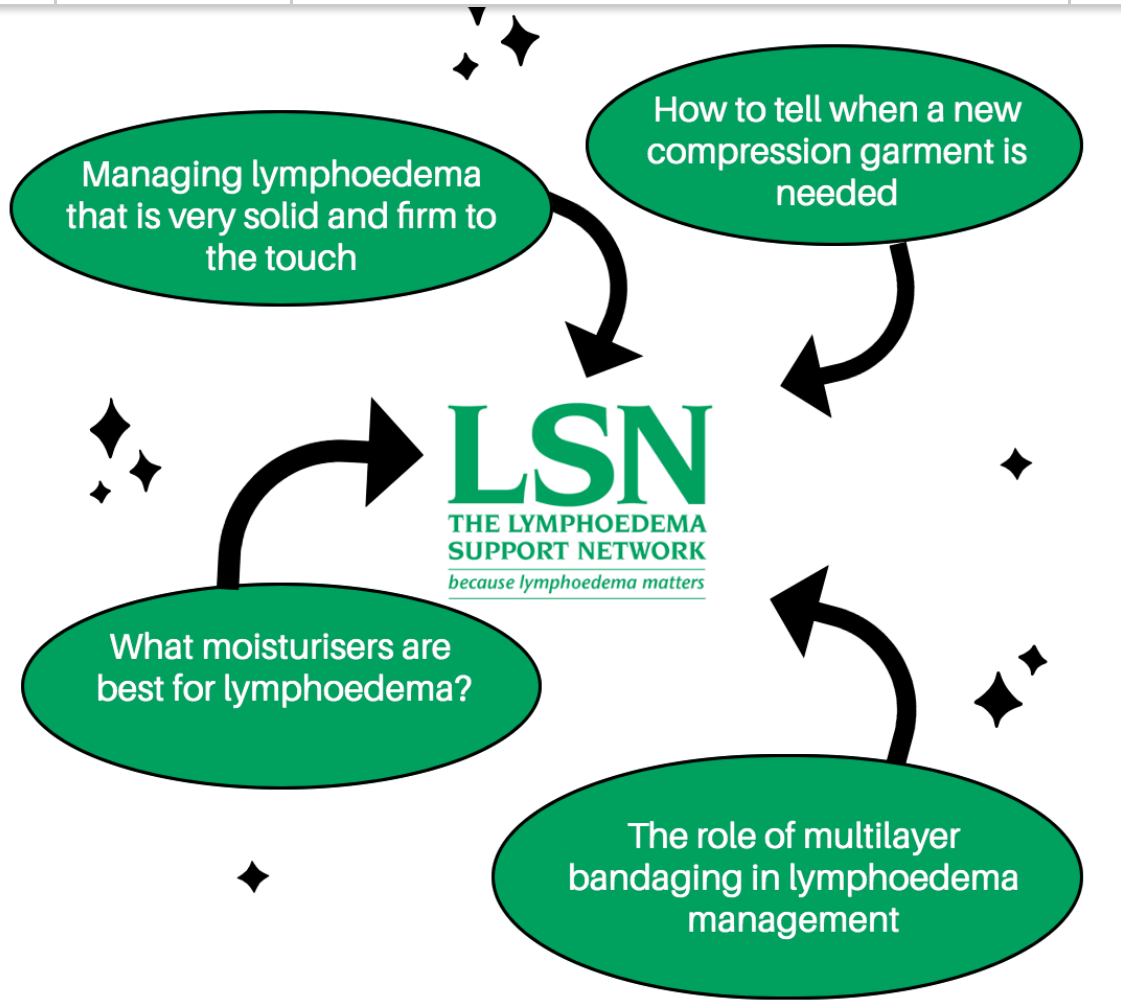 How to tell when a new
compression garment is
needed
Managing lymphoedema
that is very solid and firm to
the touch
LSN
THE LYMPHOEDEMA
SUPPORT NETWORK
because lymphoedema matters
What moisturisers are
best for lymphoedema?
The role of multilayer
bandaging in lymphoedema
management